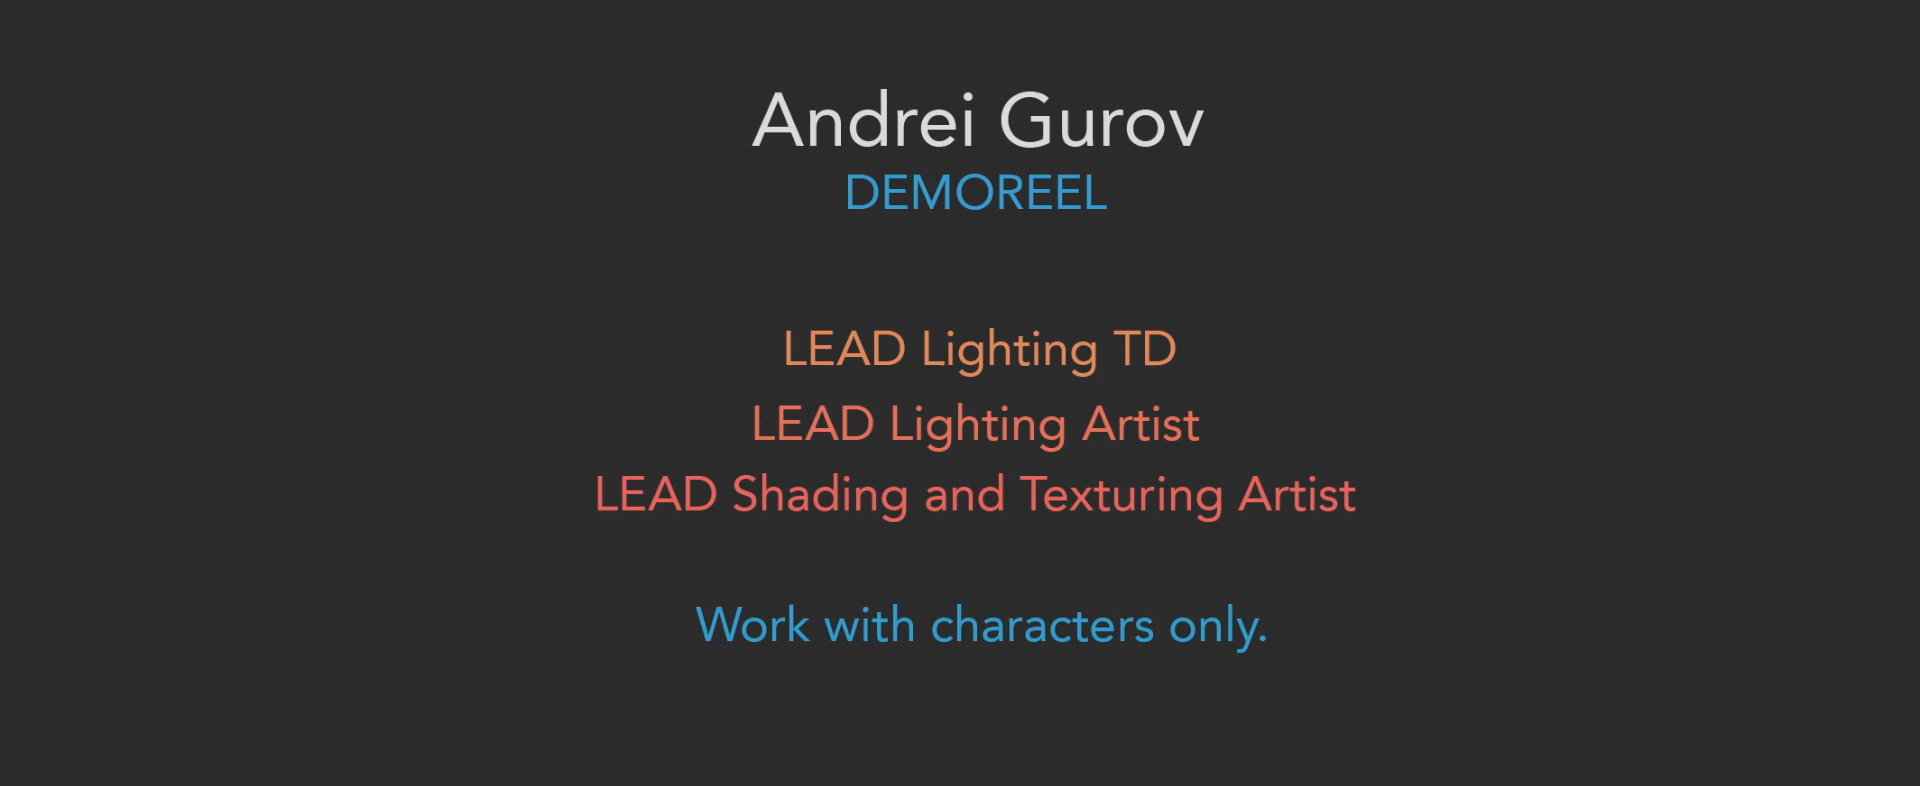 Andrei Gurov
DEMOREEL
LEAD Lighting TD
LEAD Lighting Artist
LEAD Shading and Texturing Artist
Work with characters only.